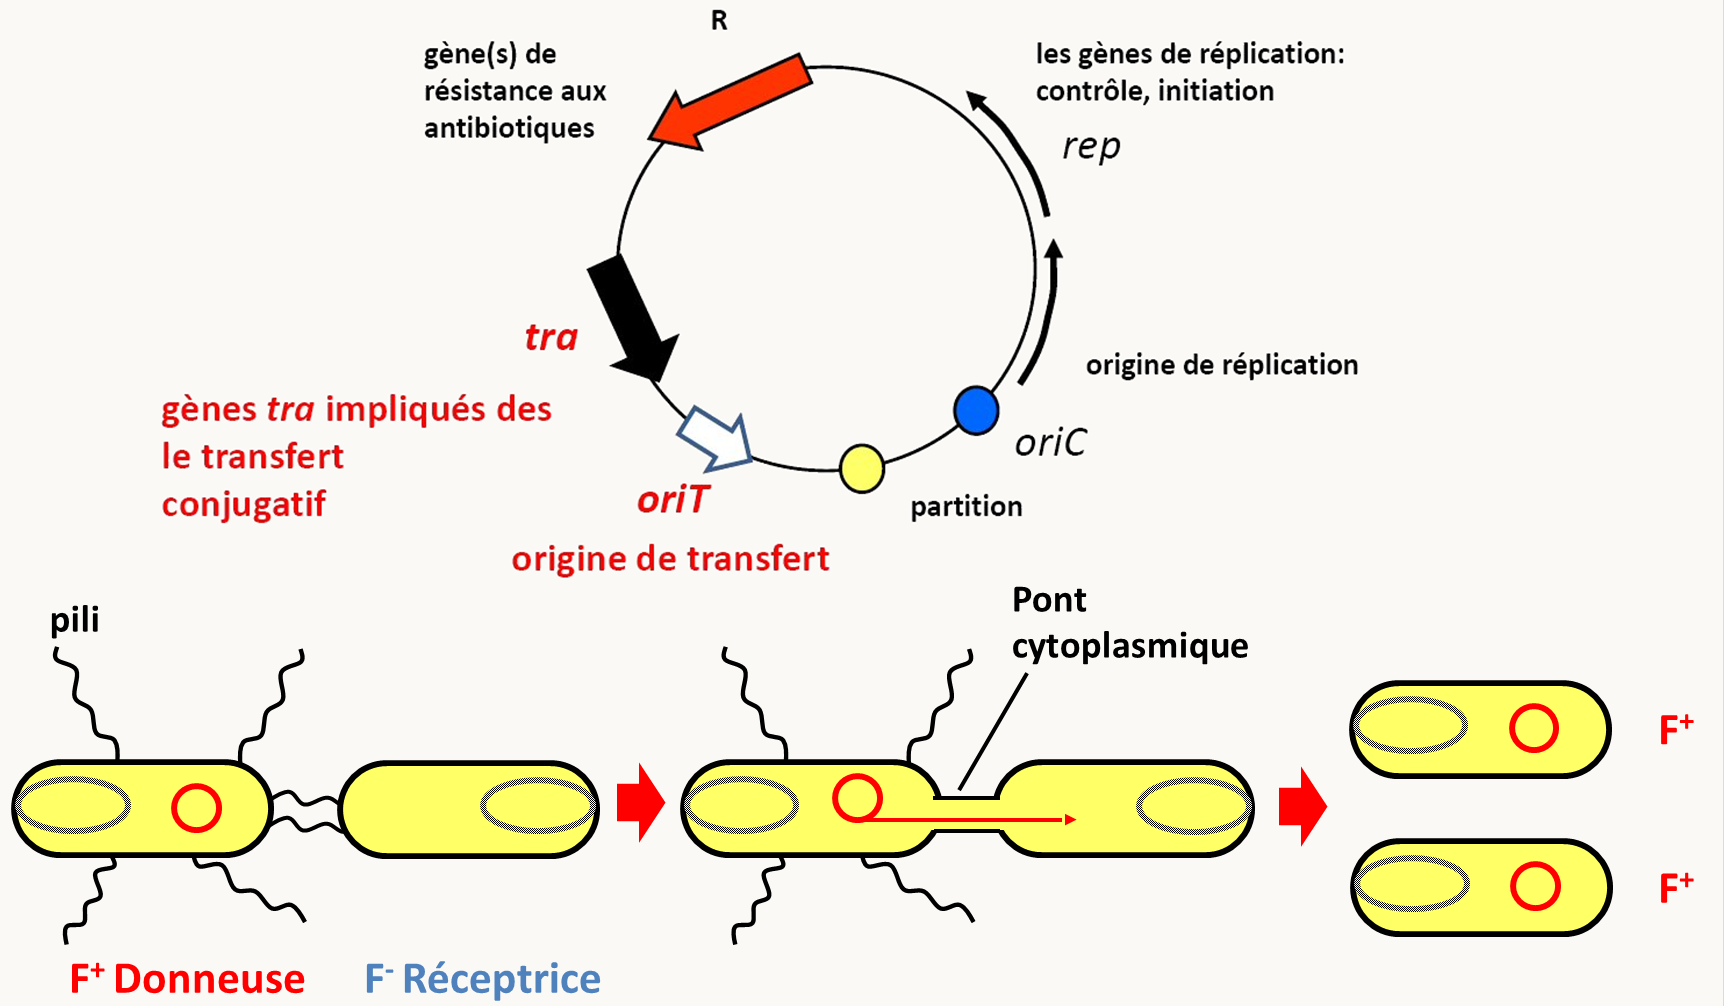 R
gène(s) de
résistance aux
antibiotiques
les gènes de réplication:
contrôle, initiation
rep
tra
gènes tra impliqués des
le transfert
conjugatif
origine de réplication
oriC
oriT
partition
origine de transfert
pili
Pont
cytoplasmique
F+
F+
F+ Donneuse
F- Réceptrice